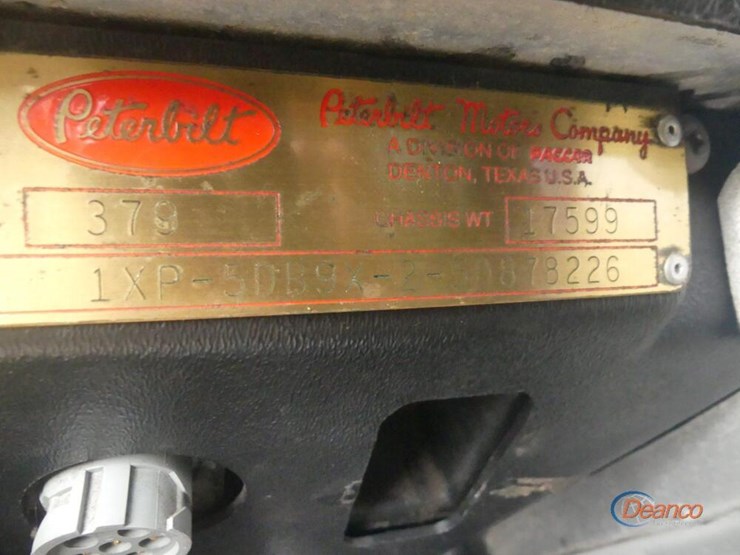 Peterbilt
Peterbilt Motors Company
A DIVISION OF PACCAR
DENTON, TEXAS U.S.A.
379
CHASSIS WT 17599
1XP-5DB9X-2-5D878226
Deanco